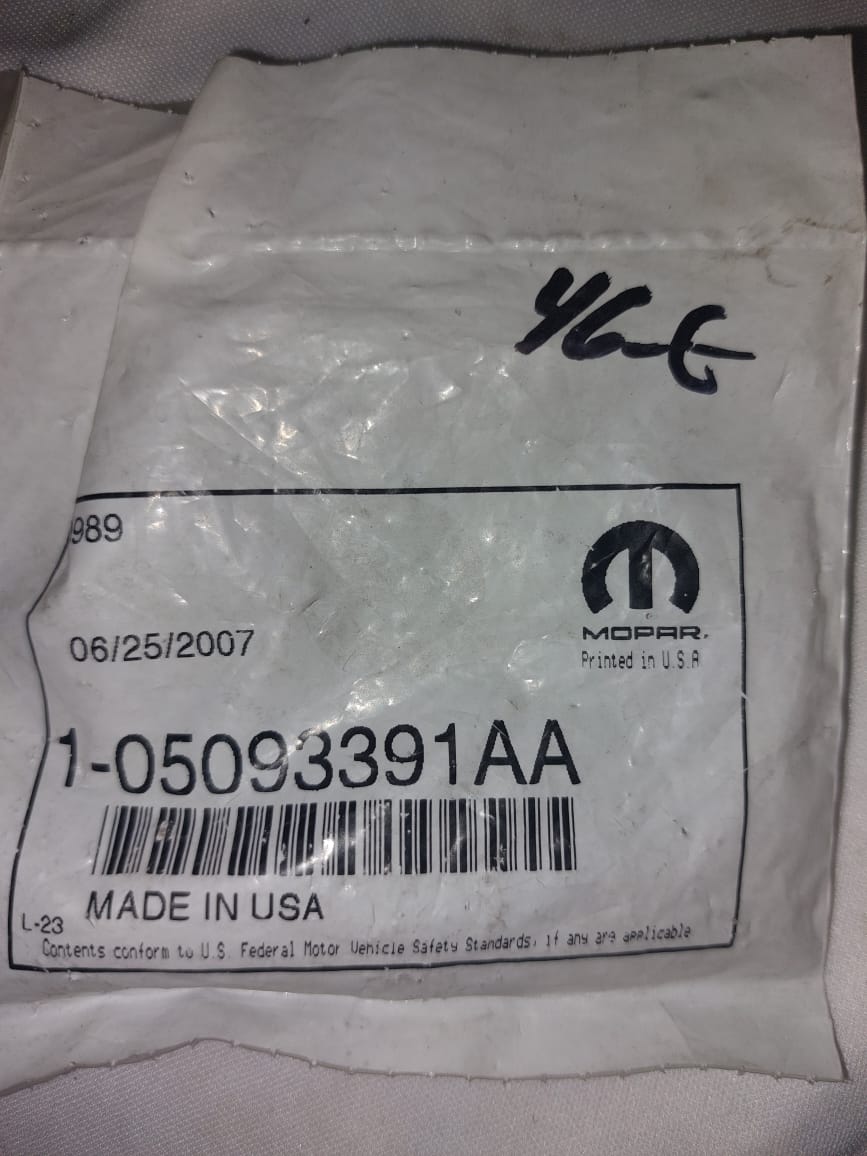 989
MOPAR.
Printed in U.S.A
06/25/2007
1-05093391AA
MADE IN USA
L-23
Contents conform to U.S. Federal Motor Vehicle Safety Standards, if any are applicable